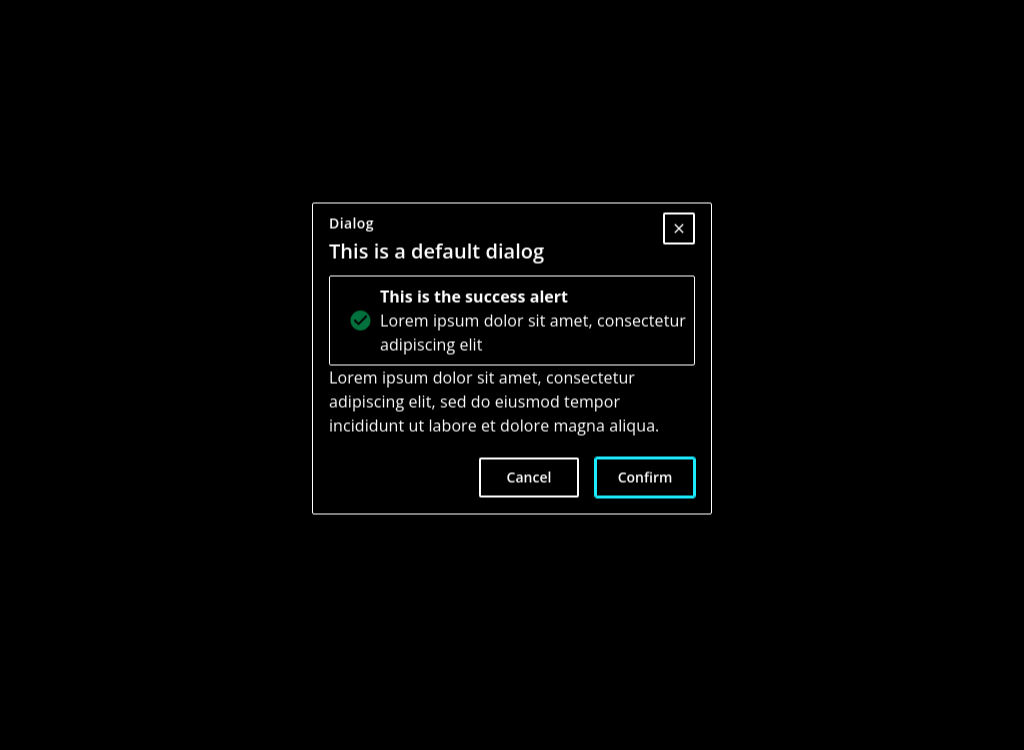 Dialog
This is a default dialog
This is the success alert
Lorem ipsum dolor sit amet, consectetur
adipiscing elit
Lorem ipsum dolor sit amet, consectetur
adipiscing elit, sed do eiusmod tempor
incididunt ut labore et dolore magna aliqua.
Cancel
Confirm